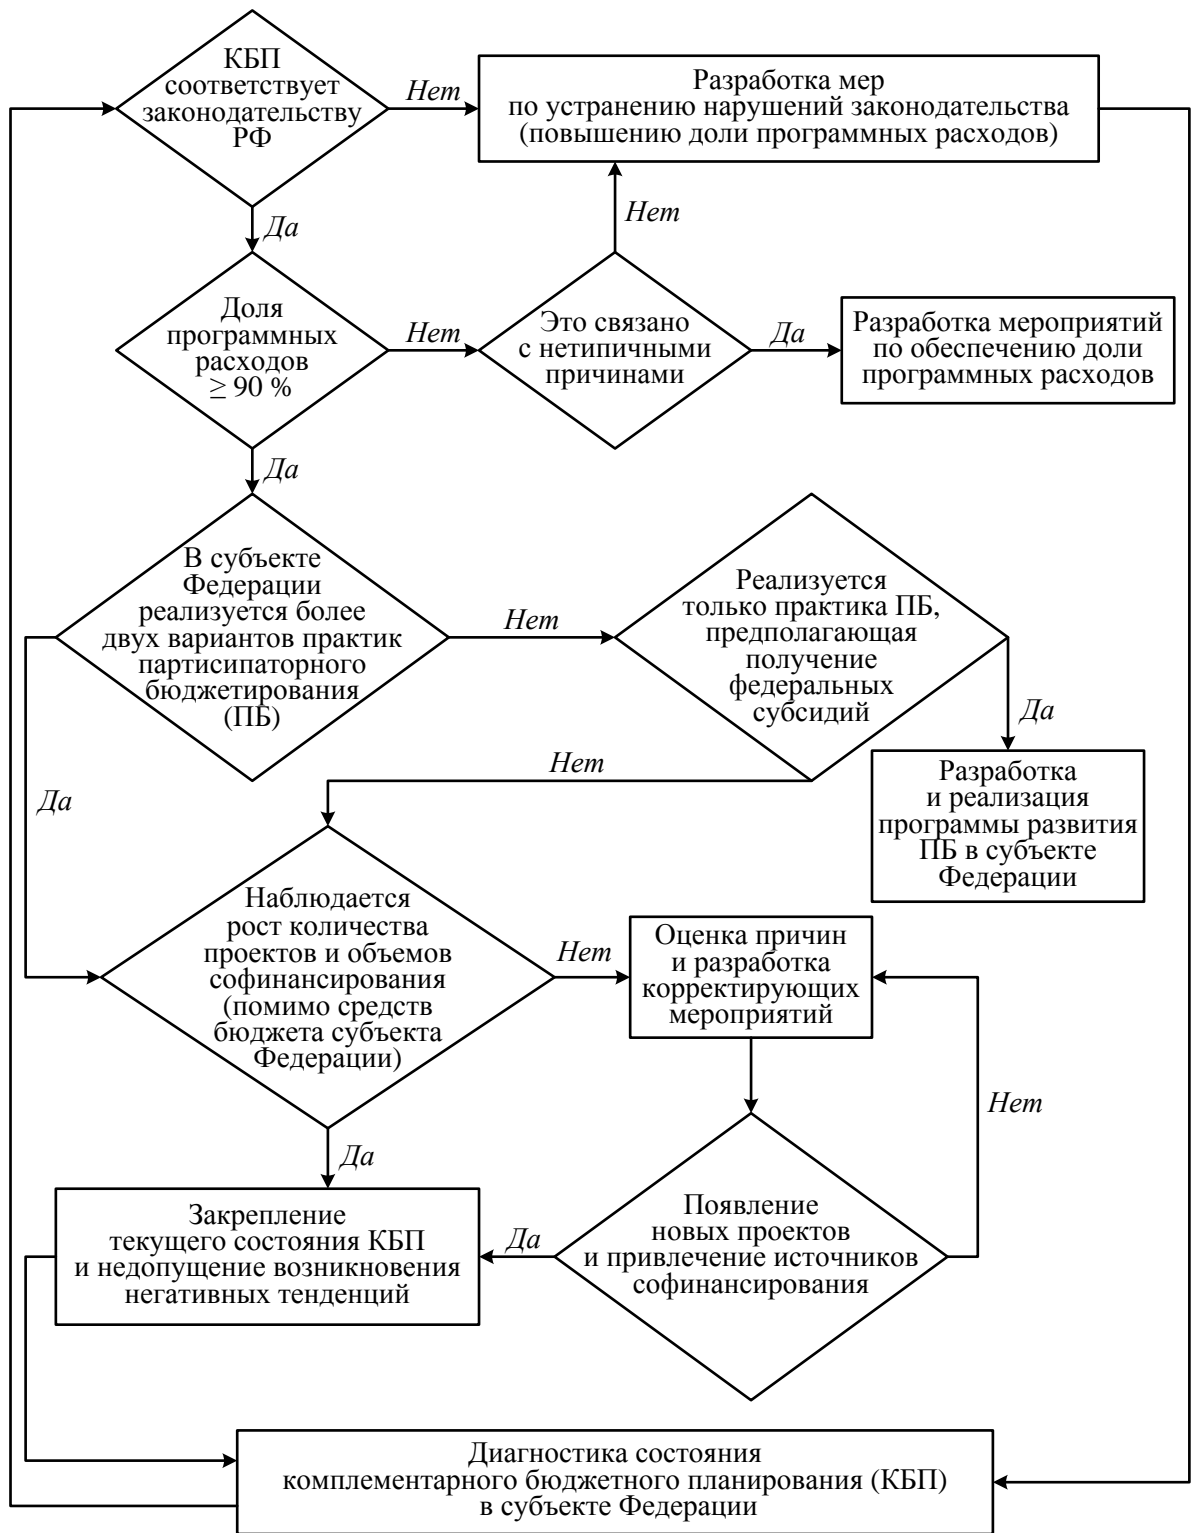 КБП
соответствует
законодательству
РФ
Нет
Разработка мер
по устранению нарушений законодательства
(повышению доли программных расходов)
Да
Нет
Доля
программных
расходов
≥ 90 %
Нет
Это связано
с нетипичными
причинами
Да
Разработка мероприятий
по обеспечению доли
программных расходов
Да
В субъекте
Федерации
реализуется более
двух вариантов практик
партисипаторного
бюджетирования
(ПБ)
Нет
Реализуется
только практика ПБ,
предполагающая
получение
федеральных
субсидий
Да
Нет
Да
Разработка
и реализация
программы развития
ПБ в субъекте
Федерации
Наблюдается
рост количества
проектов и объемов
софинансирования
(помимо средств
бюджета субъекта
Федерации)
Нет
Оценка причин
и разработка
корректирующих
мероприятий
Нет
Да
Закрепление
текущего состояния КБП
и недопущение возникновения
негативных тенденций
Да
Появление
новых проектов
и привлечение источников
софинансирования
Диагностика состояния
комплементарного бюджетного планирования (КБП)
в субъекте Федерации